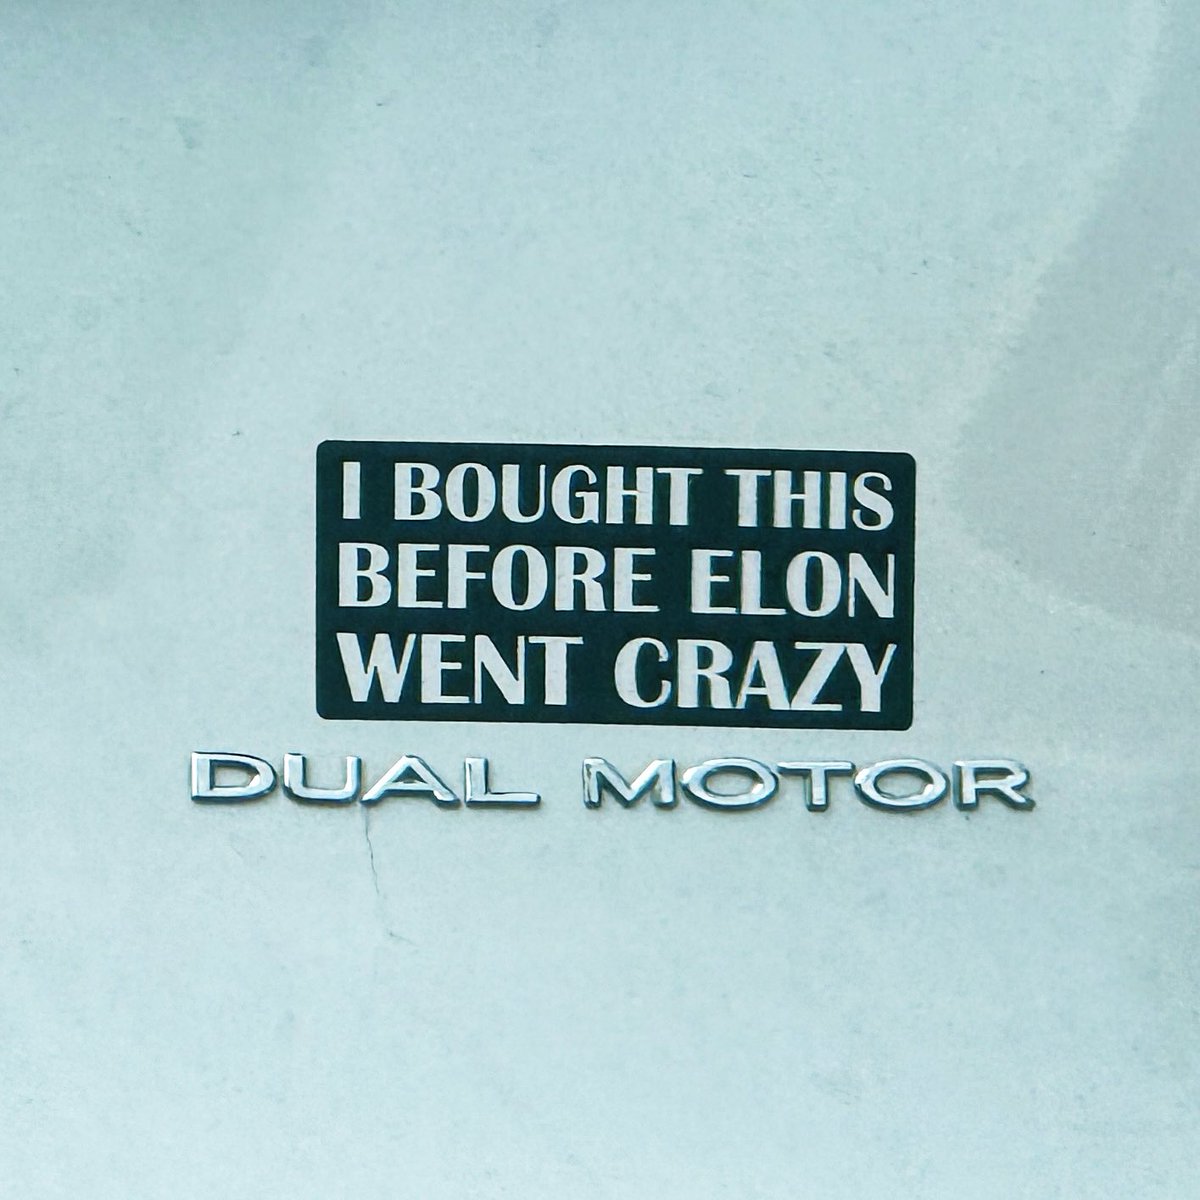 I BOUGHT THIS
BEFORE ELON
WENT CRAZY
DUAL MOTOR